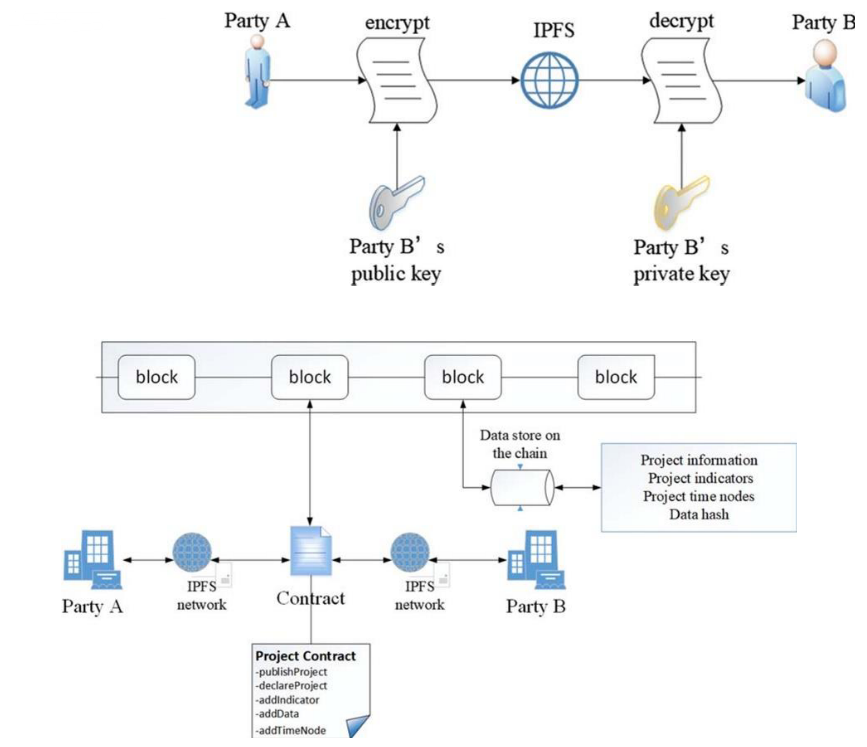 Party A
encrypt
IPFS
decrypt
Party B
Party B’s
public key
Party B’s
private key
block
block
block
block
Data store on
the chain
Project information
Project indicators
Project time nodes
Data hash
Party A
IPFS
network
Contract
IPFS
network
Party B
Project Contract
-publishProject
-declareProject
-addIndicator
-addData
-addTimeNode